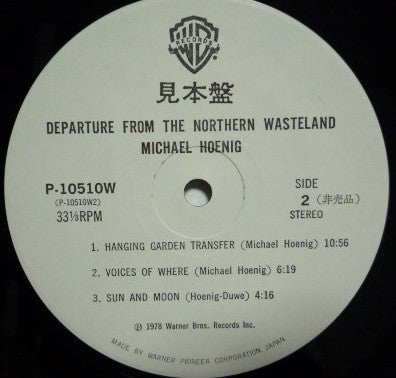 WB
RECORDS
見本盤
DEPARTURE FROM THE NORTHERN WASTELAND
MICHAEL HOENIG
P-10510W
(P-10510W2)
33⅓RPM
SIDE
2 (非売品)
STEREO
1. HANGING GARDEN TRANSFER (Michael Hoenig) 10:56
2. VOICES OF WHERE (Michael Hoenig) 6:19
3. SUN AND MOON (Hoenig-Duwe) 4:16
℗ 1978 Warner Bros. Records Inc.
MADE BY WARNER PIONEER CORPORATION, JAPAN